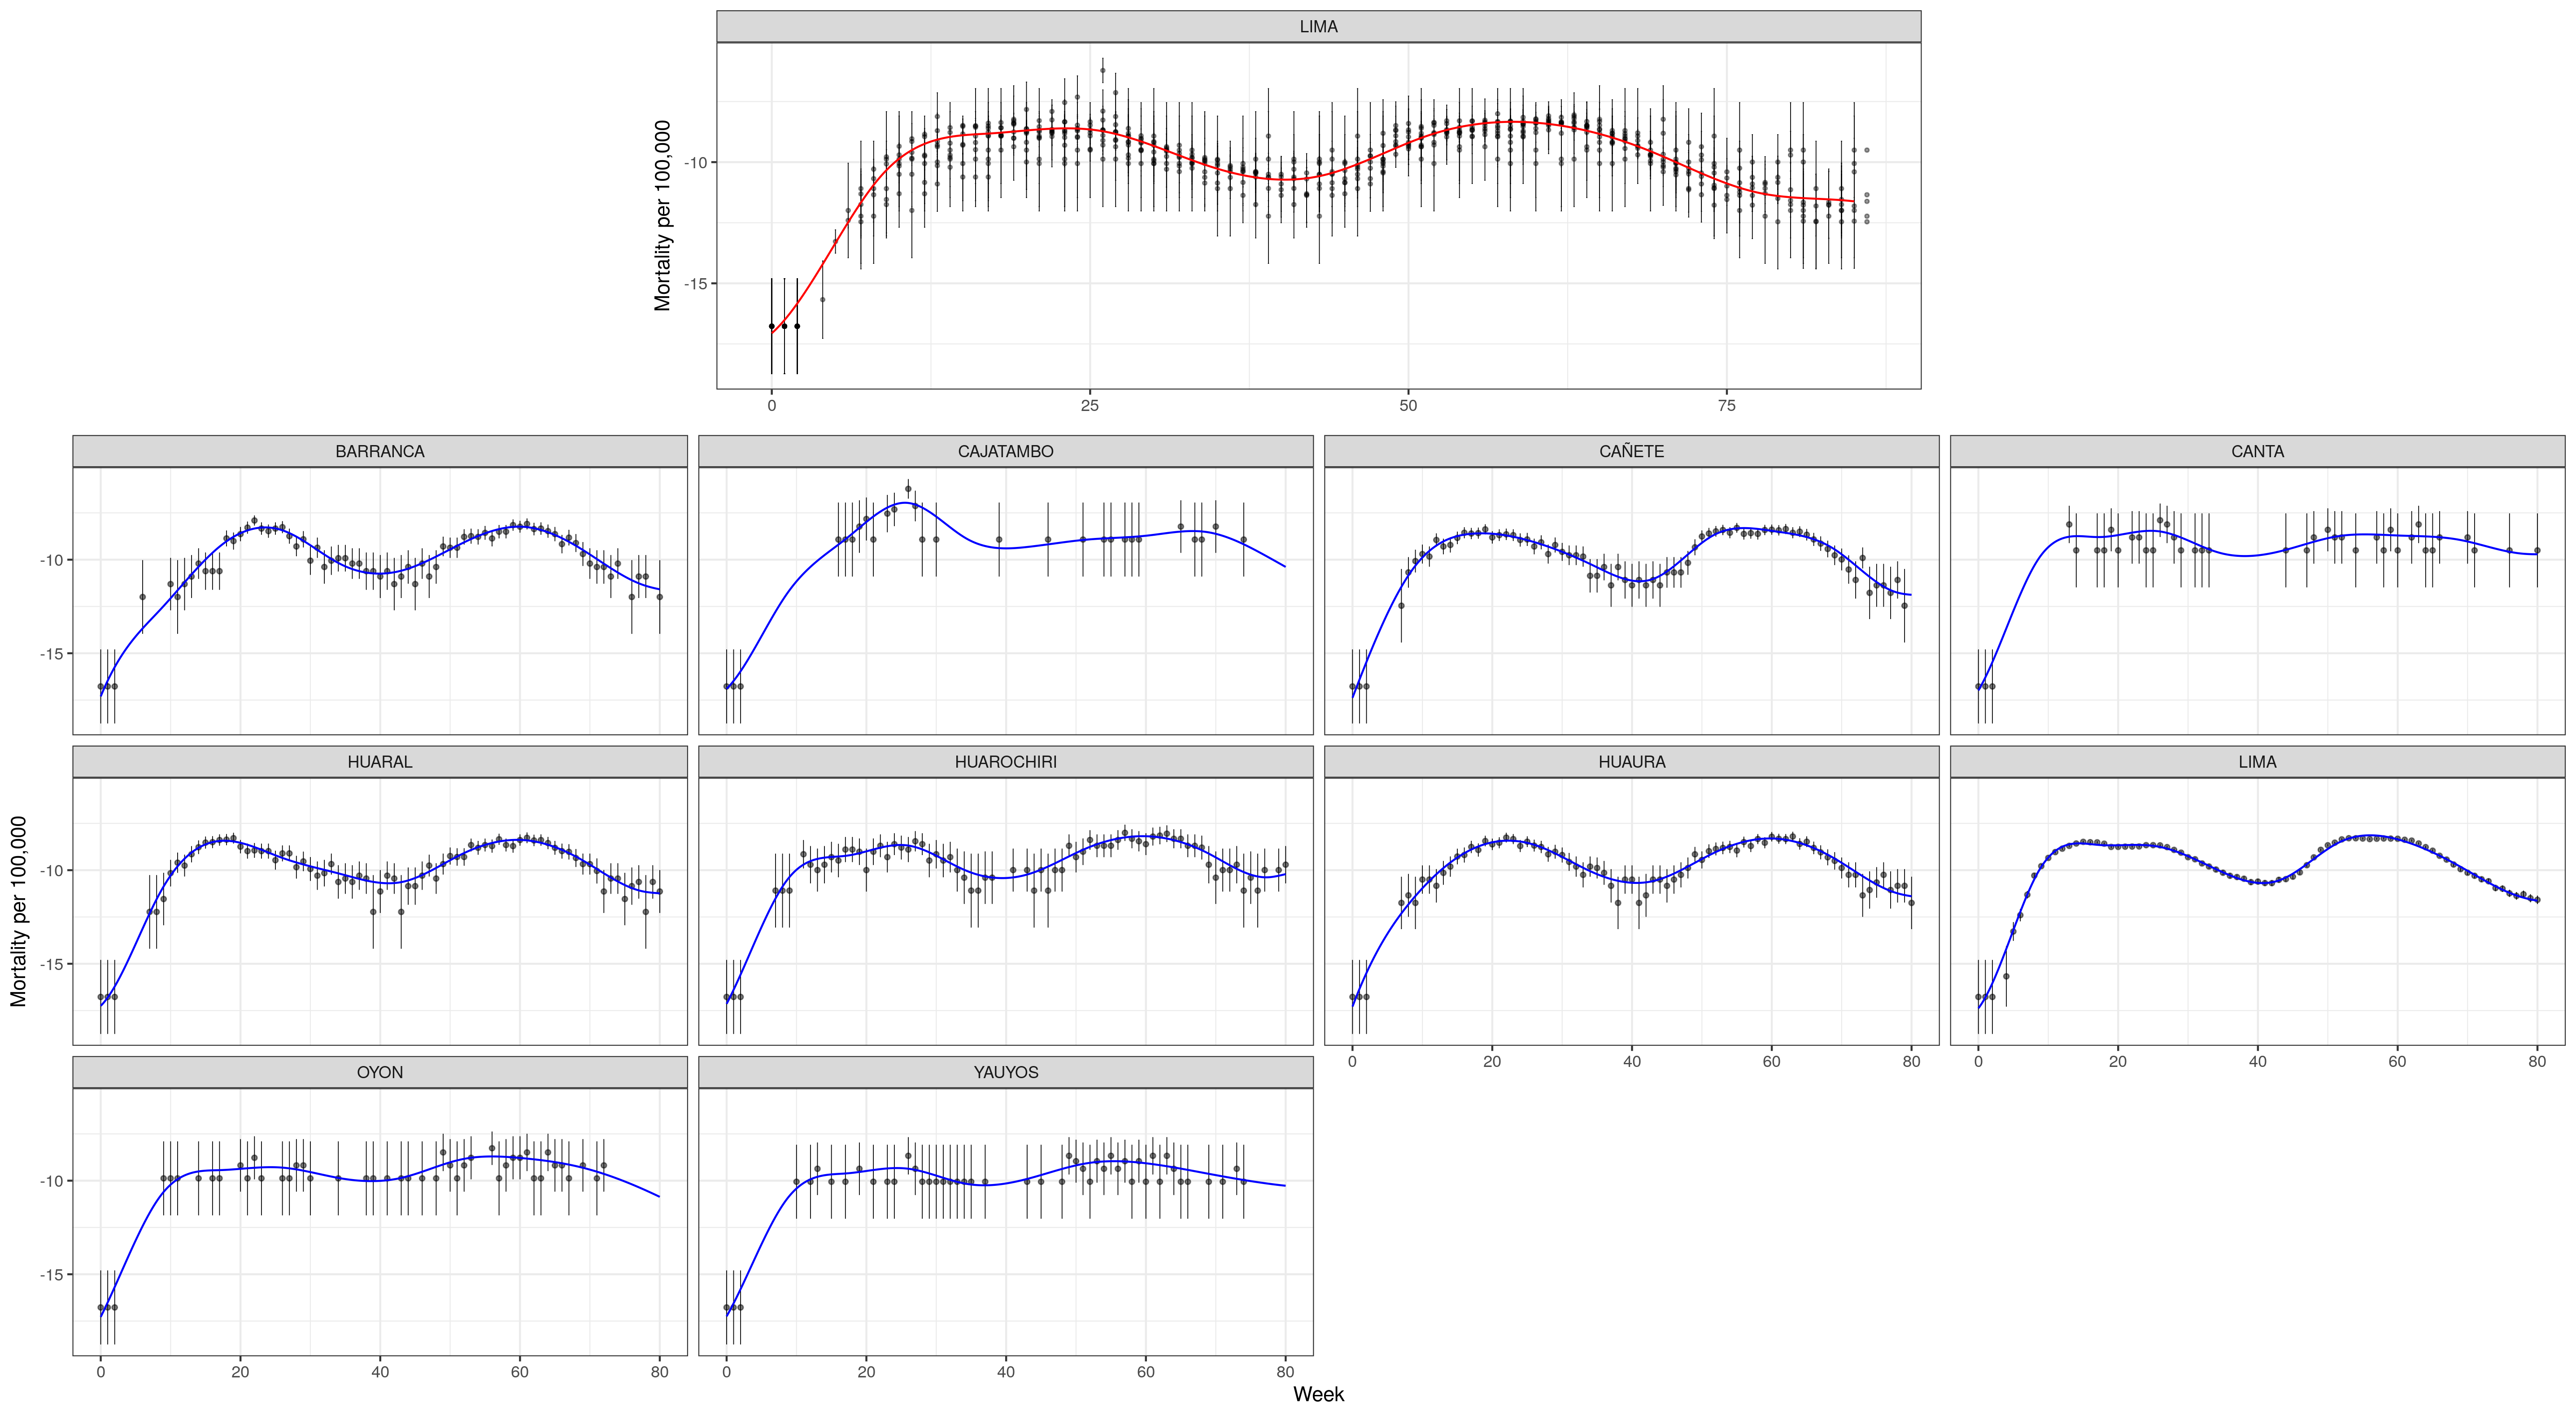 LIMA
Mortality per 100,000
-10
-15
0 25 50 75
BARRANCA CAJATAMBO CAÑETE CANTA
-10
-15
HUARAL HUAROCHIRI HUAURA LIMA
Mortality per 100,000
-10
-15
0 20 40 60 80 0 20 40 60 80
OYON YAUYOS
-10
-15
0 20 40 60 80 0 20 40 60 80
Week